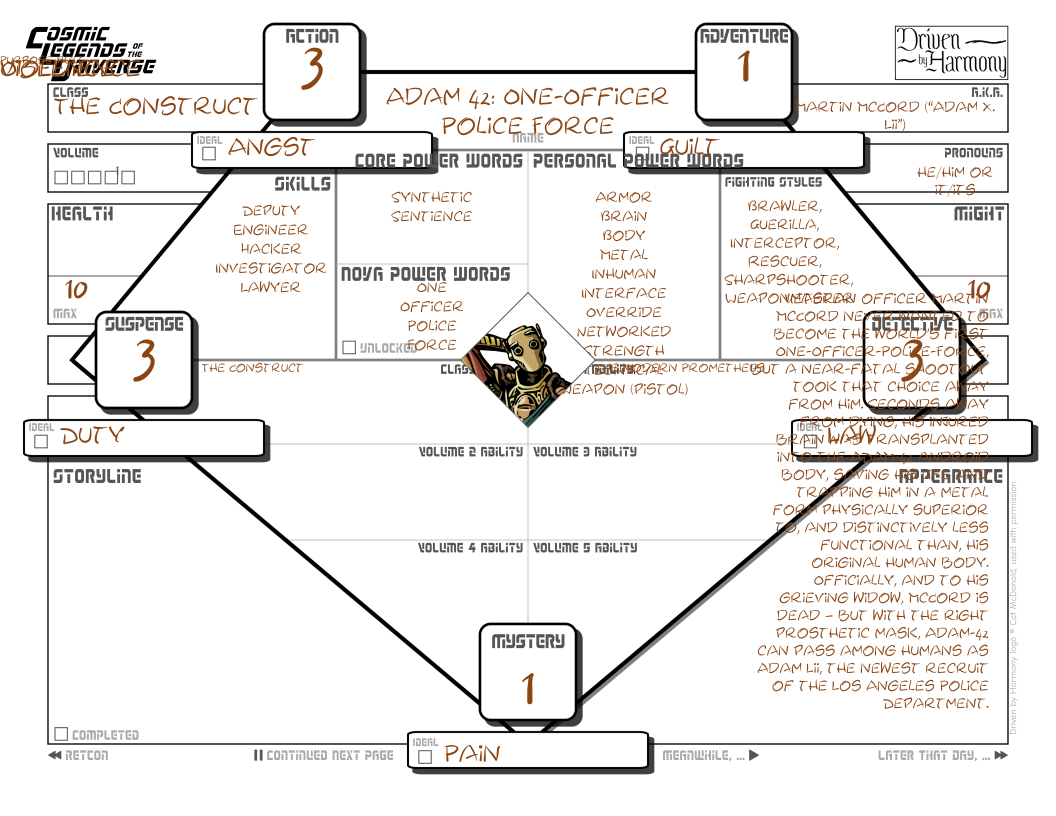 COSMIC
LEGENDS OF THE
UNIVERSE
OBEDIENCE
ACTION
3
ADVENTURE
1
Driven
by Harmony
CLASS
THE CONSTRUCT
ADAM 42: ONE-OFFICER
POLICE FORCE
NAME
A.K.A.
MARTIN MCCORD ("ADAM X.
LII")
IDEAL
ANGST
IDEAL
GUILT
VOLUME
1
PRONOUNS
HE/HIM OR
IT/ITS
CORE POWER WORDS
SYNTHETIC
SENTIENCE
PERSONAL POWER WORDS
ARMOR
BRAIN
BODY
METAL
INHUMAN
INTERFACE
OVERRIDE
NETWORKED
STRENGTH
WEAPON (PISTOL)
SKILLS
DEPUTY
ENGINEER
HACKER
INVESTIGATOR
LAWYER
FIGHTING STYLES
BRAWLER,
GUERILLA,
INTERCEPTOR,
RESCUER,
SHARPSHOOTER,
WEAPON MASTER
HEALTH
10
MAX
MIGHT
10
MAX
NOVA POWER WORDS
ONE
OFFICER
POLICE
FORCE
UNLOCKED
SUSPENSE
3
DETECTIVE
3
THE CONSTRUCT
CLASS
MODERN PROMETHEUS
IDEAL
DUTY
IDEAL
LAW
VOLUME 2 ABILITY
VOLUME 3 ABILITY
VOLUME 4 ABILITY
VOLUME 5 ABILITY
STORYLINE
COMPLETED
APPEARANCE
VETERAN OFFICER MARTIN
MCCORD NEVER WANTED TO
BECOME THE WORLD'S FIRST
ONE-OFFICER-POLICE-FORCE,
BUT A NEAR-FATAL SHOOTOUT
TOOK THAT CHOICE AWAY
FROM HIM. SECONDS AWAY
FROM DYING, HIS INJURED
BRAIN WAS TRANSPLANTED
INTO THE ADAM-42 ANDROID
BODY, SAVING HIS LIFE AND
TRAPPING HIM IN A METAL
FORM PHYSICALLY SUPERIOR
TO, AND DISTINCTIVELY LESS
FUNCTIONAL THAN, HIS
ORIGINAL HUMAN BODY.
OFFICIALLY, AND TO HIS
GRIEVING WIDOW, MCCORD IS
DEAD – BUT WITH THE RIGHT
PROSTHETIC MASK, ADAM-42
CAN PASS AMONG HUMANS AS
ADAM LII, THE NEWEST RECRUIT
OF THE LOS ANGELES POLICE
DEPARTMENT.
MYSTERY
1
IDEAL
PAIN
RETCON
CONTINUED NEXT PAGE
MEANWHILE, ...
LATER THAT DAY, ...
Driven by Harmony logo © Cat McDonald, used with permission.